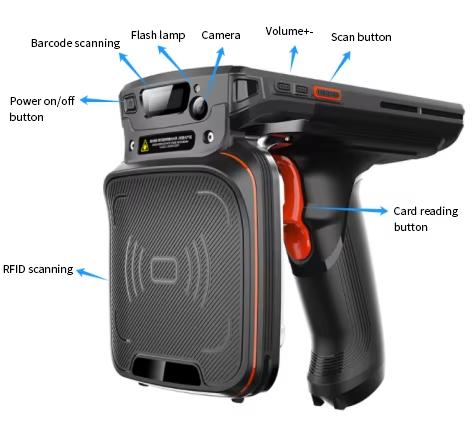 Barcode scanning
Flash lamp
Camera
Volume+-
Scan button
Power on/off
button
Card reading
button
RFID scanning